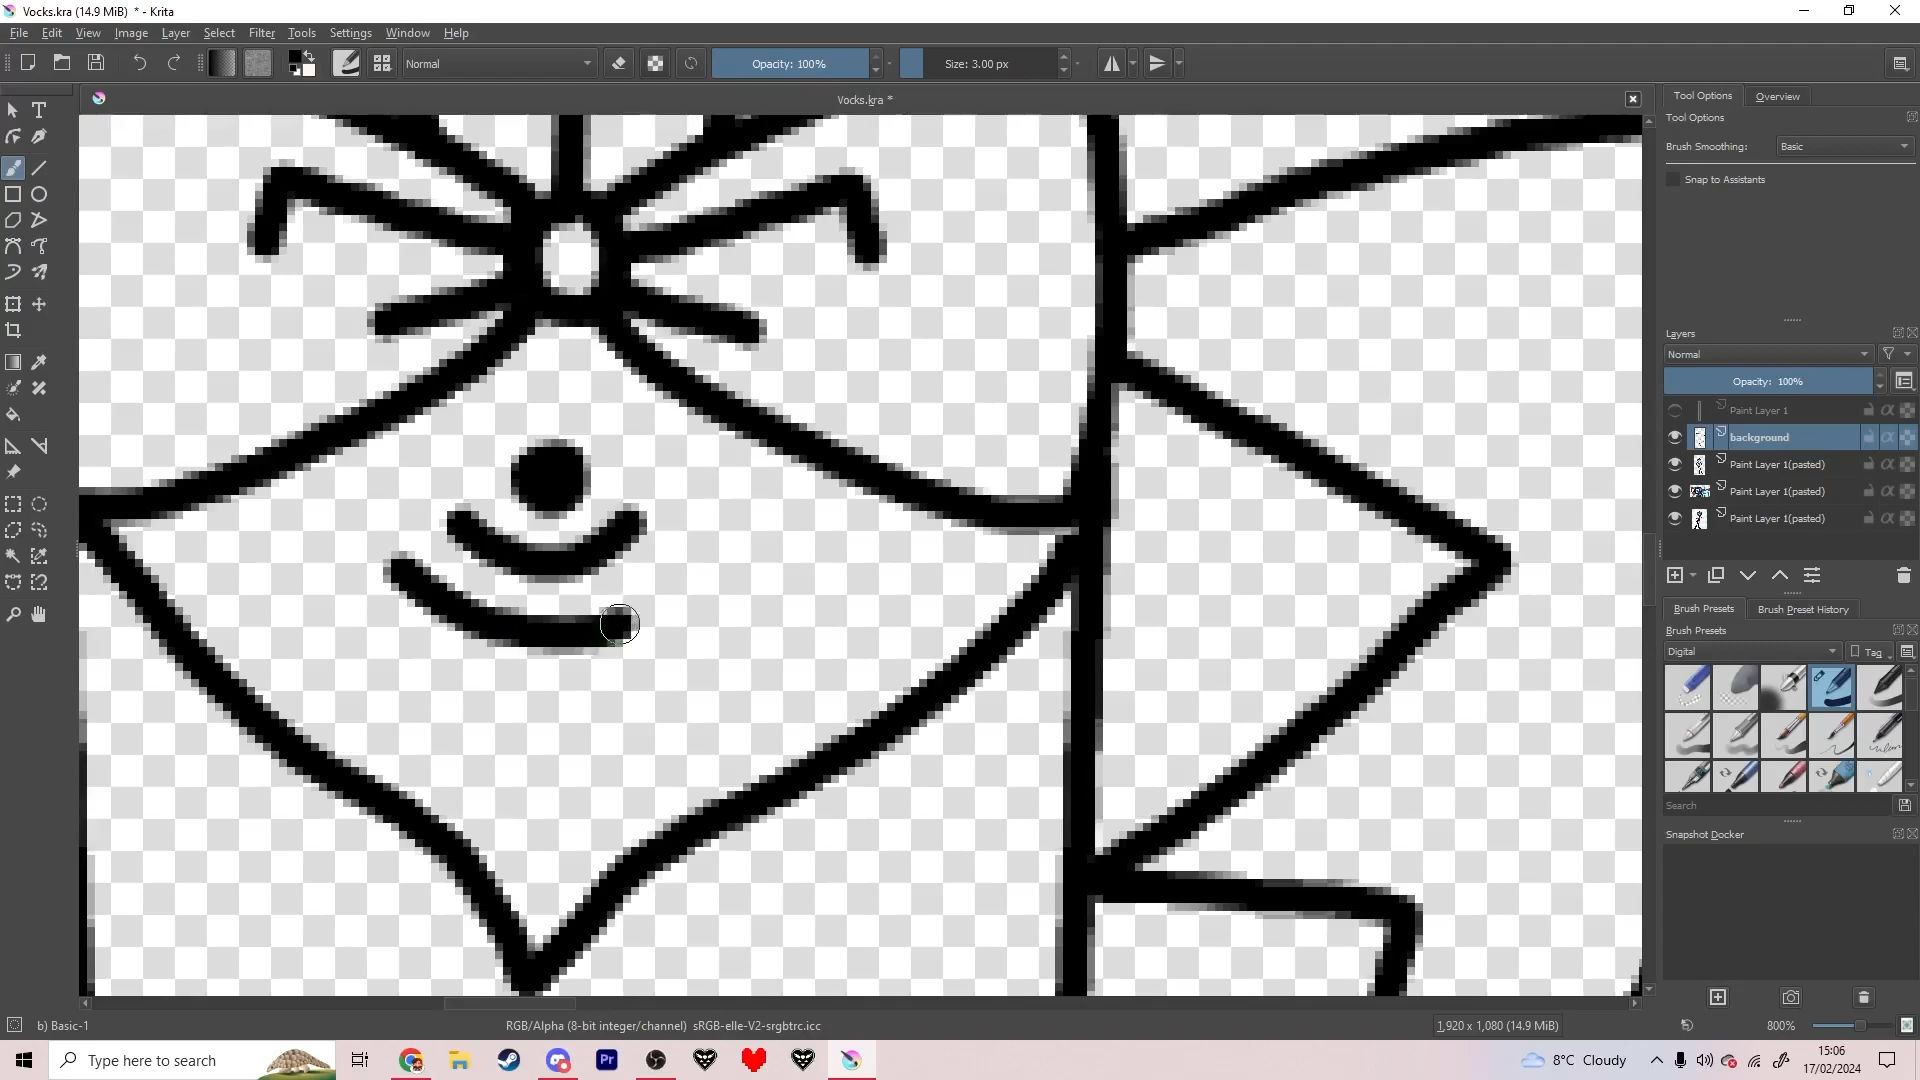 Vocks.kra (14.9 MiB)  * - Krita
File Edit View Image Layer Select Filter Tools Settings Window Help
Normal
Opacity: 100%
Size: 3.00 px
Vocks.kra *
Tool Options
Overview
Tool Options
Brush Smoothing:
Basic
Snap to Assistants
Layers
Normal
Opacity: 100%
Paint Layer 1
background
Paint Layer 1(pasted)
Paint Layer 1(pasted)
Paint Layer 1(pasted)
Brush Presets
Brush Preset History
Brush Presets
Digital
Tag
Search
Snapshot Docker
b) Basic-1
RGB/Alpha (8-bit integer/channel)  sRGB-elle-V2-srgbtrc.icc
1,920 x 1,080 (14.9 MiB)
800%
Type here to search
Pr
8°C Cloudy
15:06
17/02/2024